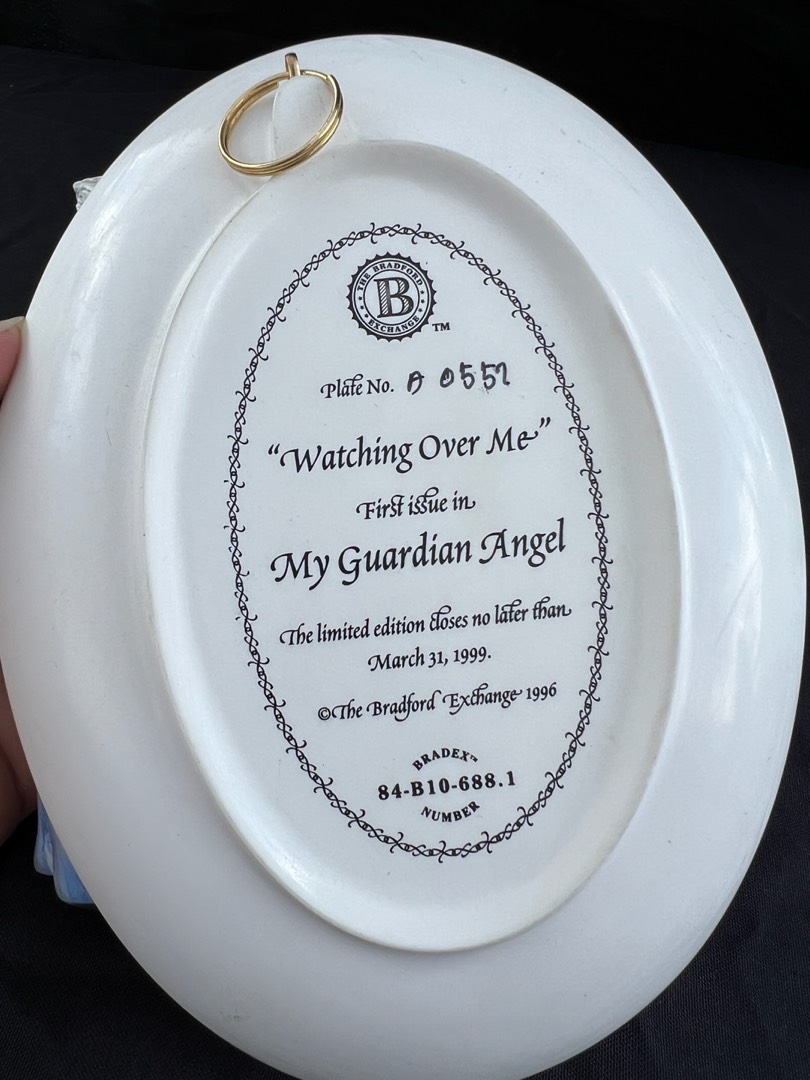 THE BRADFORD
B
EXCHANGE
TM
Plate No. A 0557
“Watching Over Me”
First issue in
My Guardian Angel
The limited edition closes no later than
March 31, 1999.
©The Bradford Exchange 1996
BRADEX™
84-B10-688.1
NUMBER